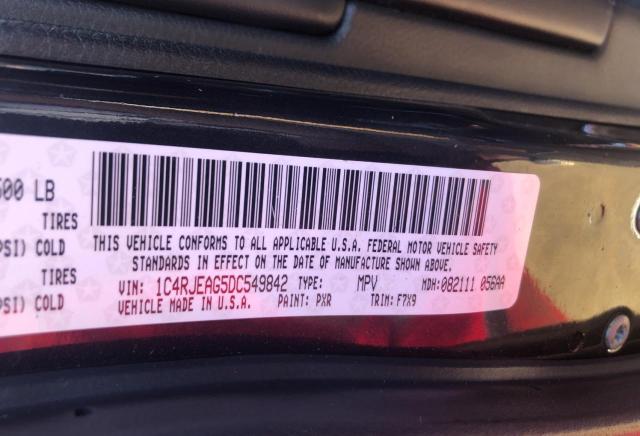 500 LB
TIRES
PSI) COLD
TIRES
PSI) COLD
THIS VEHICLE CONFORMS TO ALL APPLICABLE U.S.A. FEDERAL MOTOR VEHICLE SAFETY
STANDARDS IN EFFECT ON THE DATE OF MANUFACTURE SHOWN ABOVE.
VIN: 1C4RJEAG5DC549842 TYPE: MPV MDH: 082111 056AA
VEHICLE MADE IN U.S.A. PAINT: PXR TRIM: F7X9